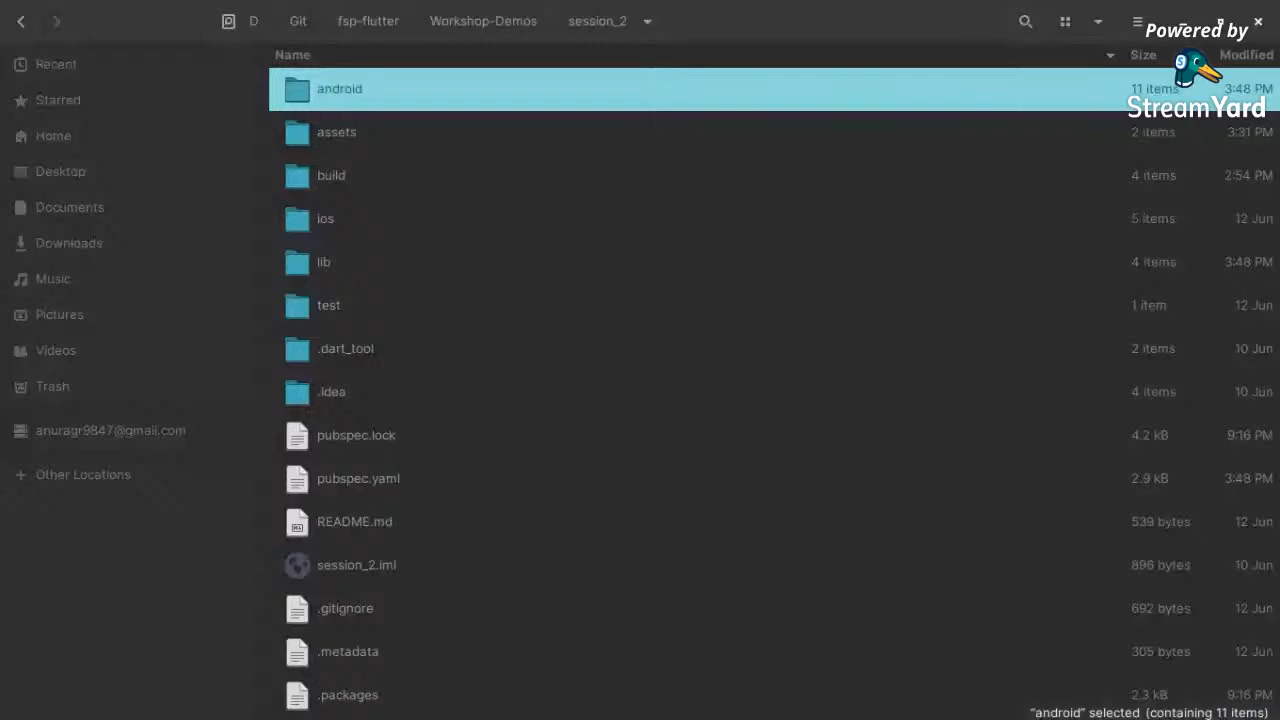 D Git fsp-flutter Workshop-Demos session_2
Powered by
StreamYard
Recent
Starred
Home
Desktop
Documents
Downloads
Music
Pictures
Videos
Trash
anuragr9847@gmail.com
Other Locations
Name Size Modified
android 11 items 3:48 PM
assets 2 items 3:31 PM
build 4 items 2:54 PM
ios 5 items 12 Jun
lib 4 items 3:48 PM
test 1 item 12 Jun
.dart_tool 2 items 10 Jun
.idea 4 items 10 Jun
pubspec.lock 4.2 kB 9:16 PM
pubspec.yaml 2.9 kB 3:48 PM
README.md 539 bytes 12 Jun
session_2.iml 896 bytes 10 Jun
.gitignore 692 bytes 12 Jun
.metadata 305 bytes 12 Jun
.packages 2.3 kB 9:16 PM
"android" selected (containing 11 items)